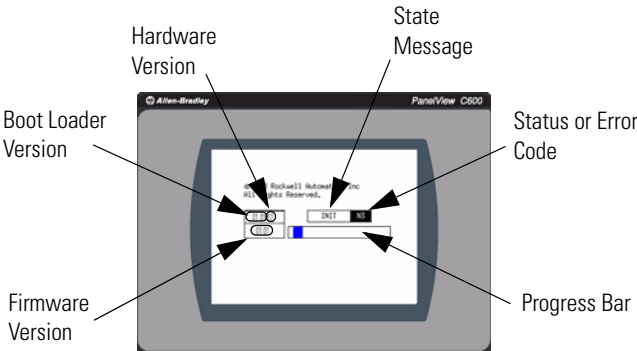 State
Message
Hardware
Version
Allen-Bradley
PanelView C600
Boot Loader
Version
Status or Error
Code
Rockwell Automation Inc
All Rights Reserved.
INIT
Firmware
Version
Progress Bar